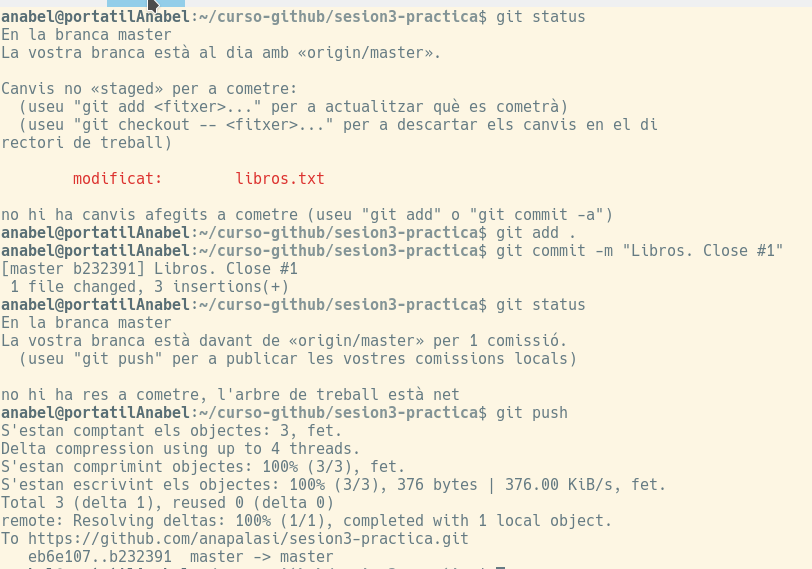 anabel@portatilAnabel:~/curso-github/sesion3-practica$ git status
En la branca master
La vostra branca està al dia amb «origin/master».
Canvis no «staged» per a cometre:
(useu "git add <fitxer>..." per a actualitzar què es cometrà)
(useu "git checkout -- <fitxer>..." per a descartar els canvis en el di
rectori de treball)
modificat: libros.txt
no hi ha canvis afegits a cometre (useu "git add" o "git commit -a")
anabel@portatilAnabel:~/curso-github/sesion3-practica$ git add .
anabel@portatilAnabel:~/curso-github/sesion3-practica$ git commit -m "Libros. Close #1"
[master b232391] Libros. Close #1
1 file changed, 3 insertions(+)
anabel@portatilAnabel:~/curso-github/sesion3-practica$ git status
En la branca master
La vostra branca està davant de «origin/master» per 1 comissió.
(useu "git push" per a publicar les vostres comissions locals)
no hi ha res a cometre, l'arbre de treball està net
anabel@portatilAnabel:~/curso-github/sesion3-practica$ git push
S'estan comptant els objectes: 3, fet.
Delta compression using up to 4 threads.
S'estan comprimint objectes: 100% (3/3), fet.
S'estan escrivint els objectes: 100% (3/3), 376 bytes | 376.00 KiB/s, fet.
Total 3 (delta 1), reused 0 (delta 0)
remote: Resolving deltas: 100% (1/1), completed with 1 local object.
To https://github.com/anapalasi/sesion3-practica.git
eb6e107..b232391 master -> master